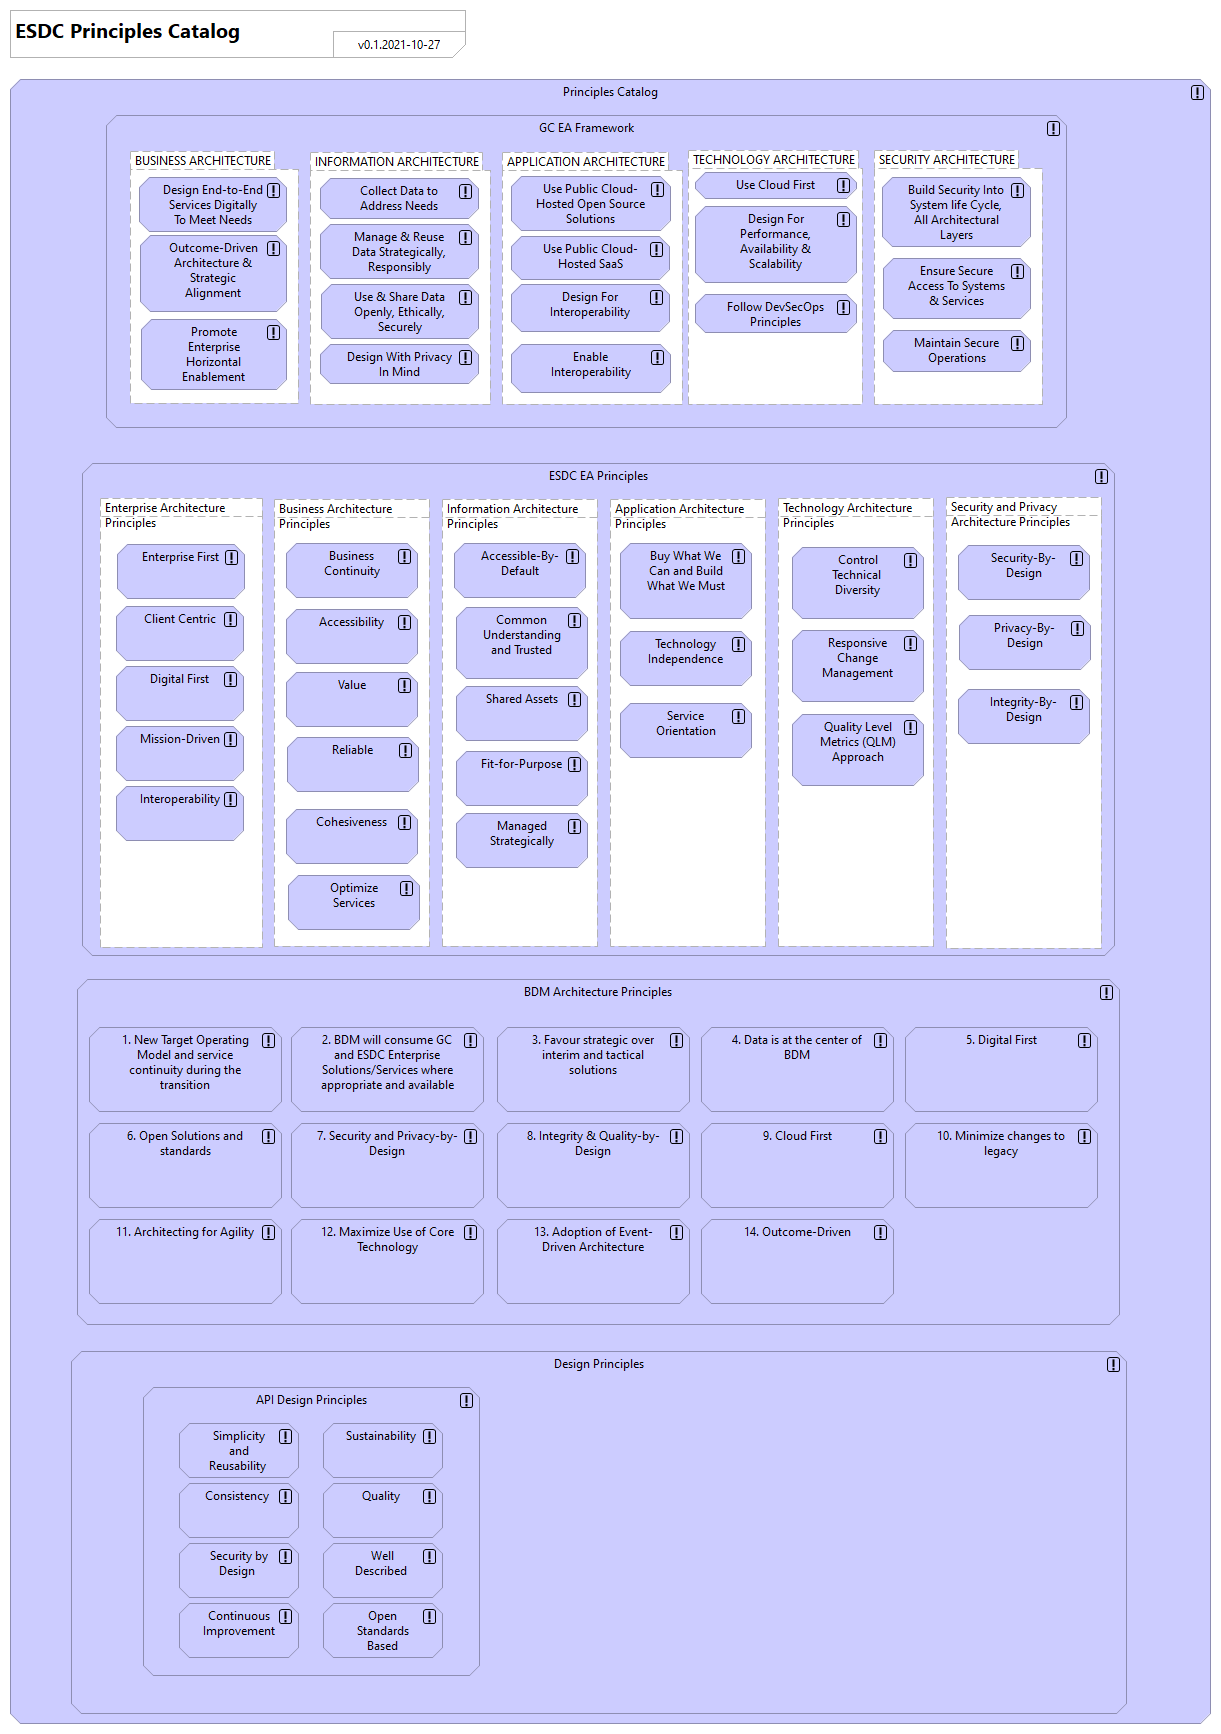 ESDC Principles Catalog
v0.1.2021-10-27
Principles Catalog
GC EA Framework
BUSINESS ARCHITECTURE
Design End-to-End
Services Digitally
To Meet Needs
Outcome-Driven
Architecture &
Strategic
Alignment
Promote
Enterprise
Horizontal
Enablement
INFORMATION ARCHITECTURE
Collect Data to
Address Needs
Manage & Reuse
Data Strategically,
Responsibly
Use & Share Data
Openly, Ethically,
Securely
Design With Privacy
In Mind
APPLICATION ARCHITECTURE
Use Public Cloud-
Hosted Open Source
Solutions
Use Public Cloud-
Hosted SaaS
Design For
Interoperability
Enable
Interoperability
TECHNOLOGY ARCHITECTURE
Use Cloud First
Design For
Performance,
Availability &
Scalability
Follow DevSecOps
Principles
SECURITY ARCHITECTURE
Build Security Into
System life Cycle,
All Architectural
Layers
Ensure Secure
Access To Systems
& Services
Maintain Secure
Operations
ESDC EA Principles
Enterprise Architecture
Principles
Enterprise First
Client Centric
Digital First
Mission-Driven
Interoperability
Business Architecture
Principles
Business
Continuity
Accessibility
Value
Reliable
Cohesiveness
Optimize
Services
Information Architecture
Principles
Accessible-By-
Default
Common
Understanding
and Trusted
Shared Assets
Fit-for-Purpose
Managed
Strategically
Application Architecture
Principles
Buy What We
Can and Build
What We Must
Technology
Independence
Service
Orientation
Technology Architecture
Principles
Control
Technical
Diversity
Responsive
Change
Management
Quality Level
Metrics (QLM)
Approach
Security and Privacy
Architecture Principles
Security-By-
Design
Privacy-By-
Design
Integrity-By-
Design
BDM Architecture Principles
1. New Target Operating
Model and service
continuity during the
transition
2. BDM will consume GC
and ESDC Enterprise
Solutions/Services where
appropriate and available
3. Favour strategic over
interim and tactical
solutions
4. Data is at the center of
BDM
5. Digital First
6. Open Solutions and
standards
7. Security and Privacy-by-
Design
8. Integrity & Quality-by-
Design
9. Cloud First
10. Minimize changes to
legacy
11. Architecting for Agility
12. Maximize Use of Core
Technology
13. Adoption of Event-
Driven Architecture
14. Outcome-Driven
Design Principles
API Design Principles
Simplicity
and
Reusability
Sustainability
Consistency
Quality
Security by
Design
Well
Described
Continuous
Improvement
Open
Standards
Based